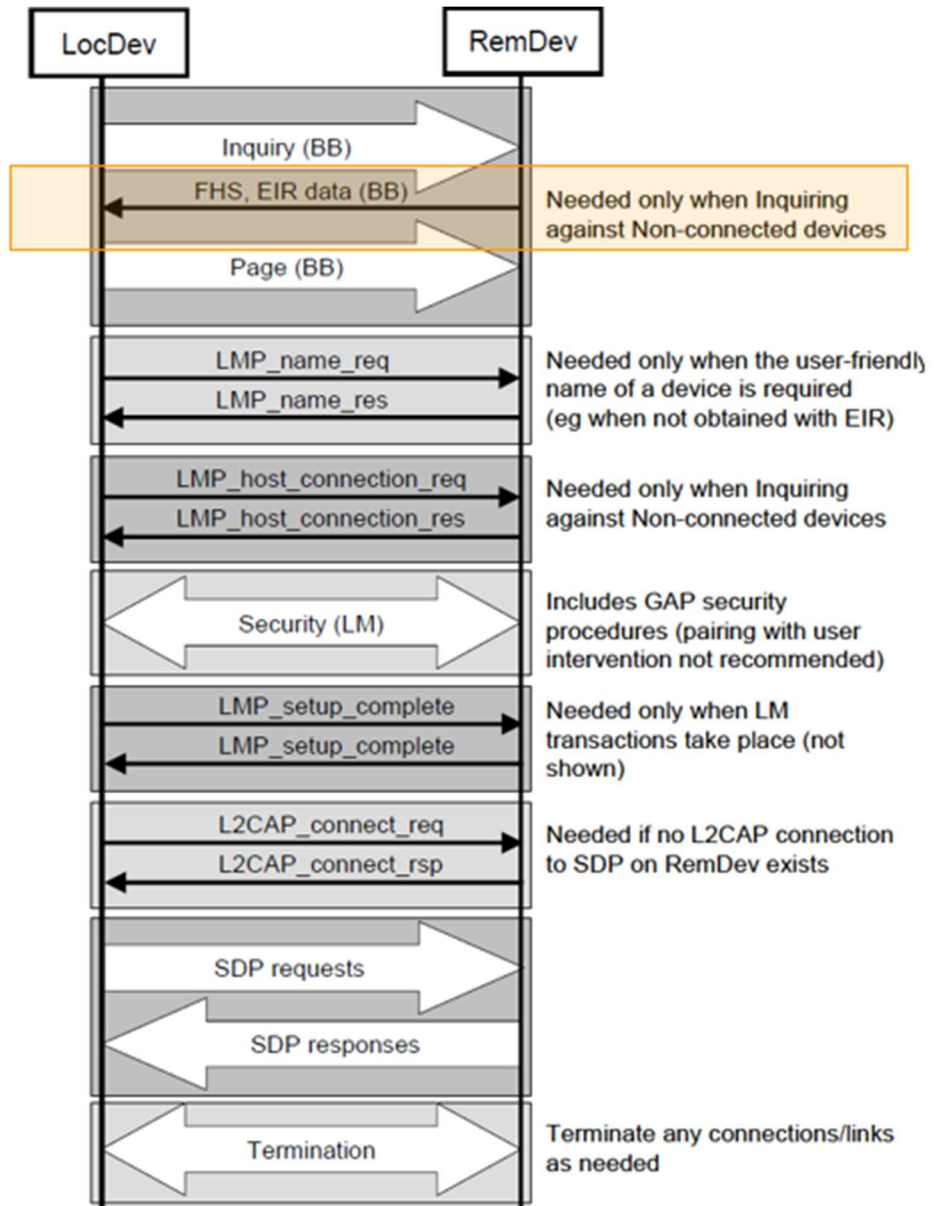 LocDev
RemDev
Inquiry (BB)
FHS, EIR data (BB)
Needed only when Inquiring
against Non-connected devices
Page (BB)
LMP_name_req
LMP_name_res
Needed only when the user-friendly
name of a device is required
(eg when not obtained with EIR)
LMP_host_connection_req
LMP_host_connection_res
Needed only when Inquiring
against Non-connected devices
Security (LM)
Includes GAP security
procedures (pairing with user
intervention not recommended)
LMP_setup_complete
LMP_setup_complete
Needed only when LM
transactions take place (not
shown)
L2CAP_connect_req
L2CAP_connect_rsp
Needed if no L2CAP connection
to SDP on RemDev exists
SDP requests
SDP responses
Termination
Terminate any connections/links
as needed